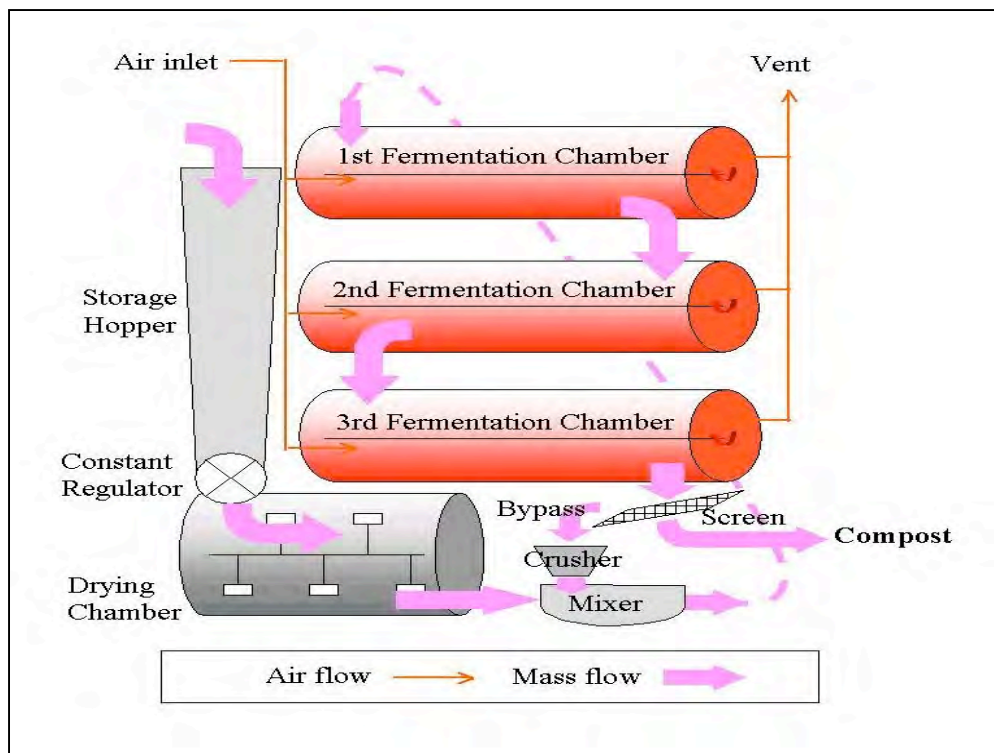 Air inlet
Vent
1st Fermentation Chamber
Storage
Hopper
2nd Fermentation Chamber
3rd Fermentation Chamber
Constant
Regulator
Bypass
Screen
Compost
Crusher
Drying
Chamber
Mixer
Air flow
Mass flow